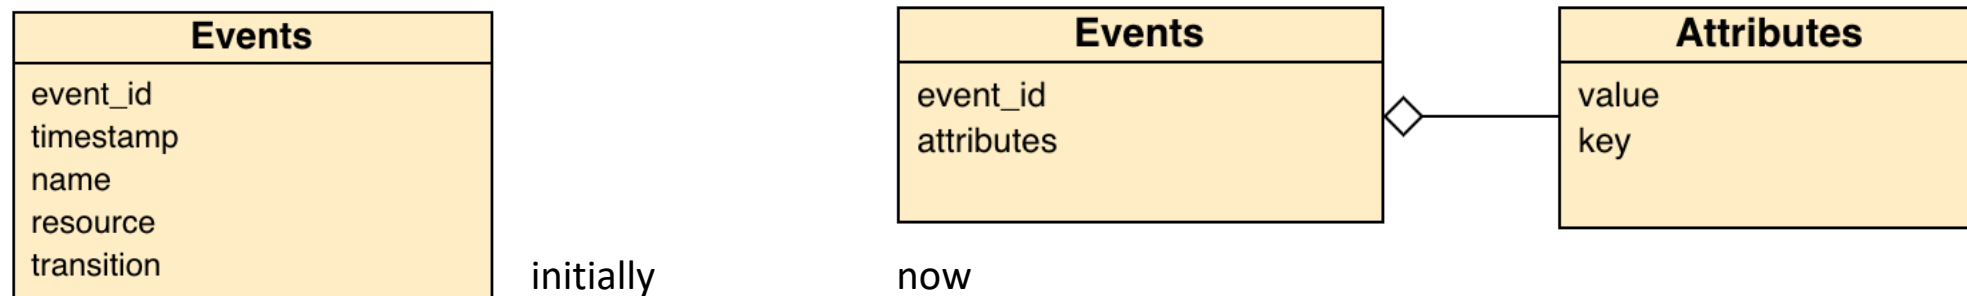 Events
event_id
timestamp
name
resource
transition
initially
Events
event_id
attributes
now
Attributes
value
key